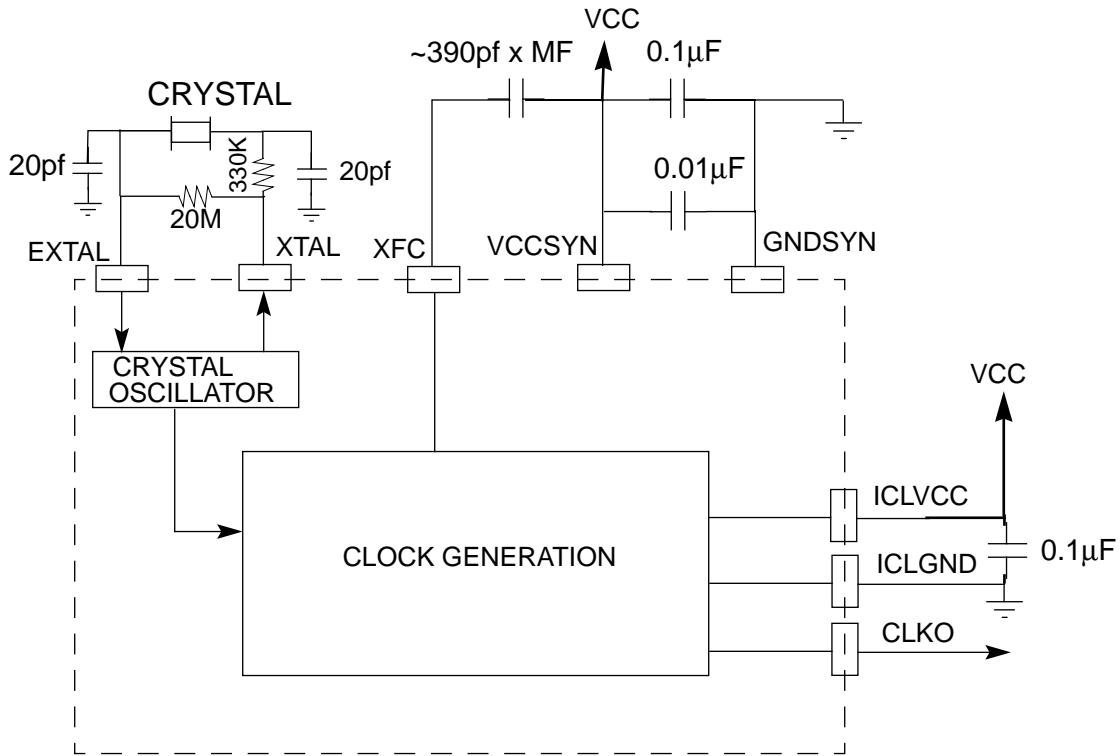 VCC
~390pf x MF
0.1μF
CRYSTAL
20pf
330K
20pf
20M
0.01μF
EXTAL
XTAL
XFC
VCCSYN
GNDSYN
CRYSTAL
OSCILLATOR
VCC
ICLVCC
CLOCK GENERATION
0.1μF
ICLGND
CLKO